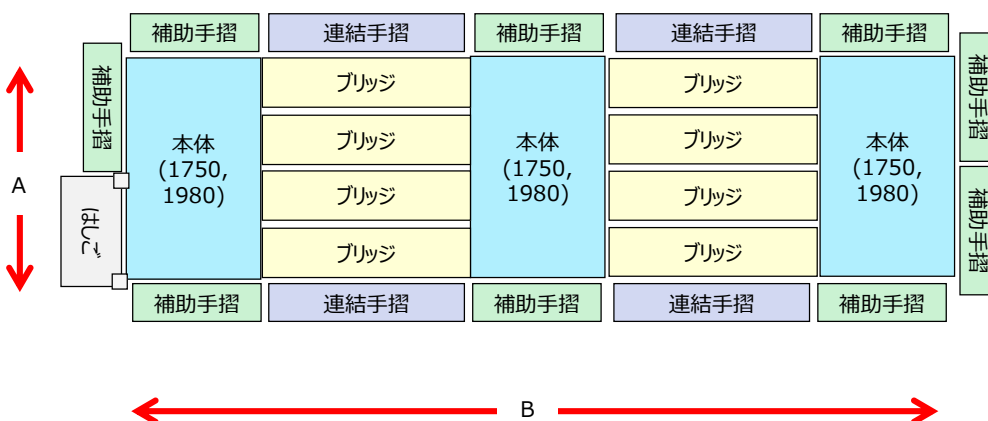 補助手摺
連結手摺
補助手摺
連結手摺
補助手摺
補助手摺
本体
(1750,
1980)
ブリッジ
ブリッジ
ブリッジ
ブリッジ
本体
(1750,
1980)
ブリッジ
ブリッジ
ブリッジ
ブリッジ
本体
(1750,
1980)
補助手摺
補助手摺
A
はしご
補助手摺
連結手摺
補助手摺
連結手摺
補助手摺
B